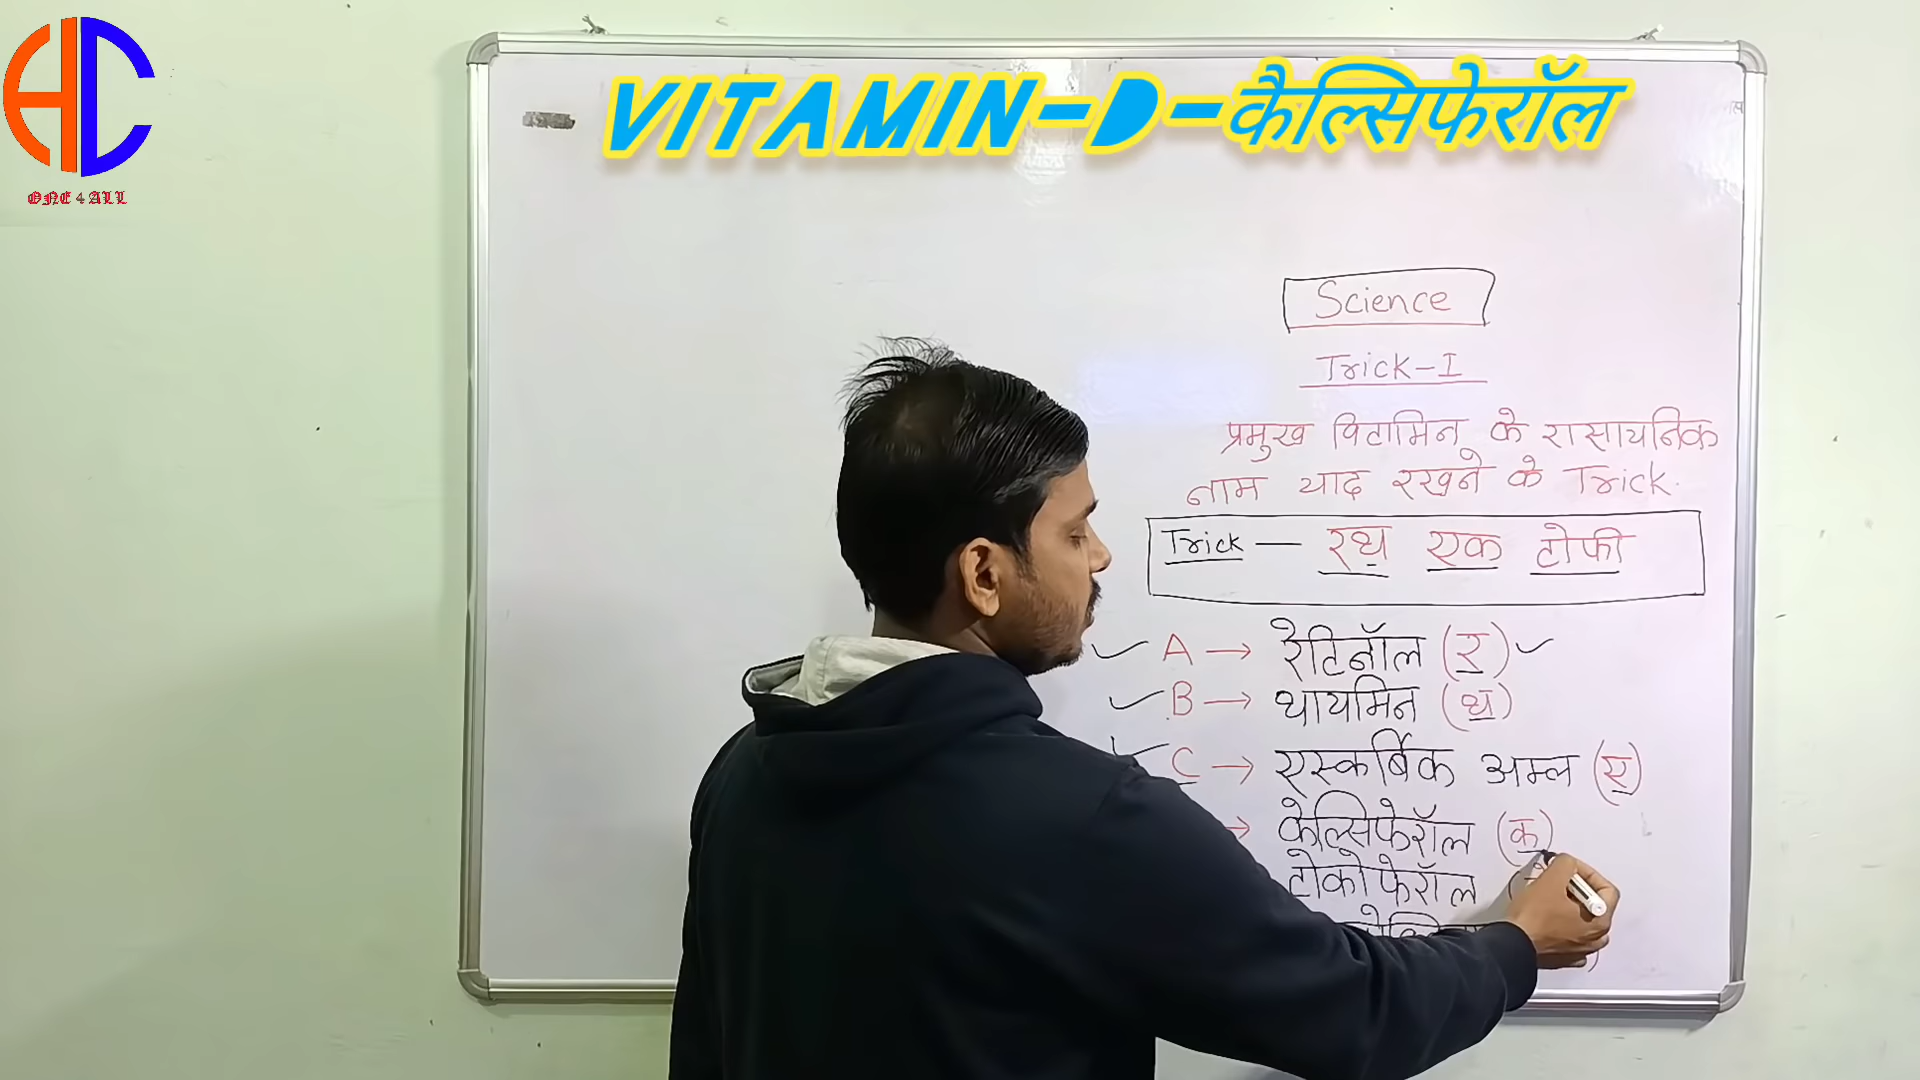 VITAMIN-D-कैल्सिफेरॉल
ONE 4 ALL
Science
Trick-I
प्रमुख विटामिन के रासायनिक
नाम याद रखने के Trick.
Trick — रथ एक टोफी
A → रेटिनॉल (र)
B → थायमिन (थ)
C → एस्कर्बिक अम्ल (ए)
→ केल्सिफेरॉल (क)
टोकोफेरॉल